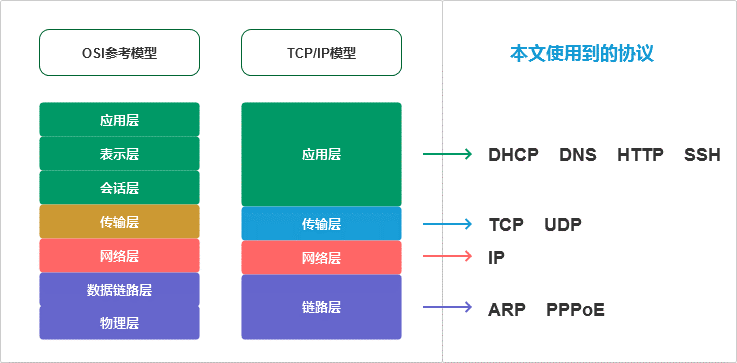 OSI参考模型
TCP/IP模型
本文使用到的协议
应用层
表示层
会话层
传输层
网络层
数据链路层
物理层
应用层
传输层
网络层
链路层
DHCP DNS HTTP SSH
TCP UDP
IP
ARP PPPoE